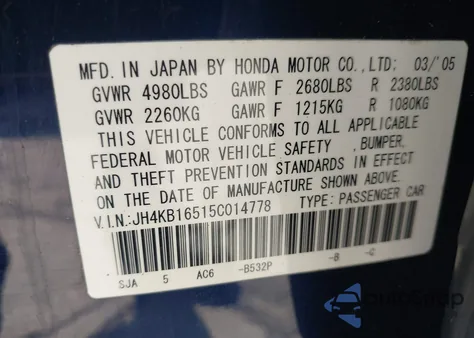 MFD. IN JAPAN BY HONDA MOTOR CO.,LTD: 03/'05
GVWR 4980LBS GAWR F 2680LBS R 2380LBS
GVWR 2260KG GAWR F 1215KG R 1080KG
THIS VEHICLE CONFORMS TO ALL APPLICABLE
FEDERAL MOTOR VEHICLE SAFETY ,BUMPER,
AND THEFT PREVENTION STANDARDS IN EFFECT
ON THE DATE OF MANUFACTURE SHOWN ABOVE.
V.I.N:JH4KB16515C014778 TYPE: PASSENGER CAR
SJA 5 AC6 -B532P -B -C
AutoSnap